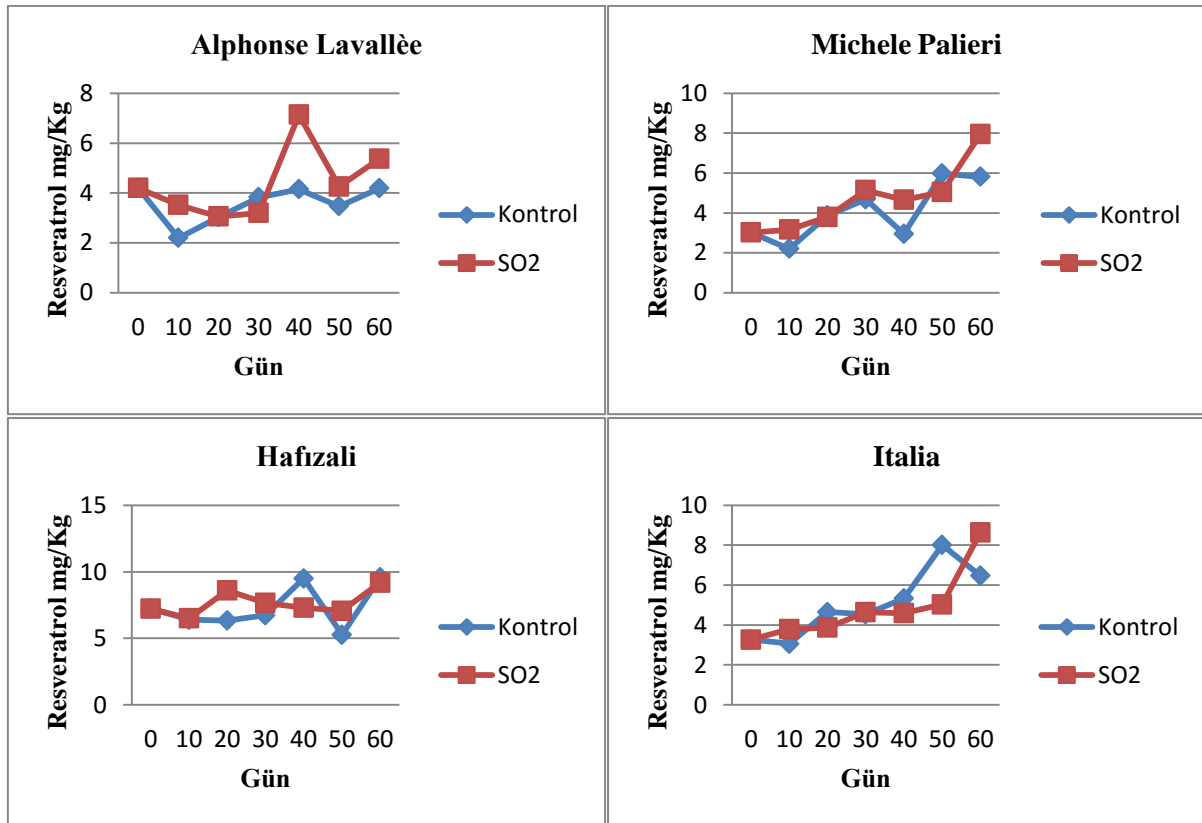 Alphonse Lavallèe
Resveratrol mg/Kg
8
6
4
2
0
0 10 20 30 40 50 60
Gün
Kontrol
SO2
Michele Palieri
Resveratrol mg/Kg
10
8
6
4
2
0
0 10 20 30 40 50 60
Gün
Kontrol
SO2
Hafızali
Resveratrol mg/Kg
15
10
5
0
0 10 20 30 40 50 60
Gün
Kontrol
SO2
Italia
Resveratrol mg/Kg
10
8
6
4
2
0
0 10 20 30 40 50 60
Gün
Kontrol
SO2